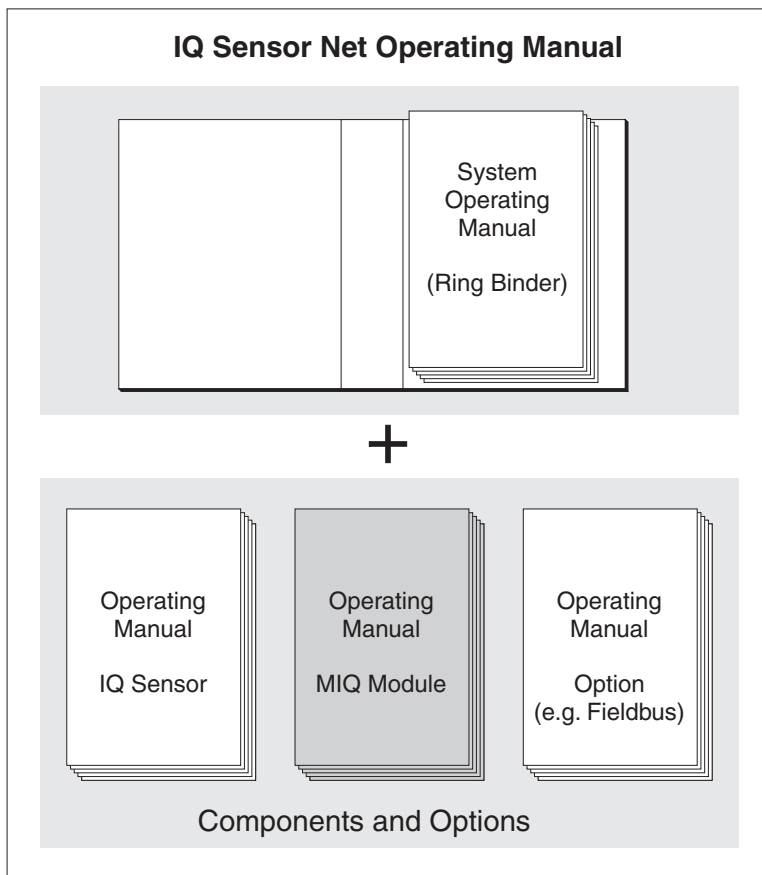 IQ Sensor Net Operating Manual
System
Operating
Manual
(Ring Binder)
+
Operating
Manual
IQ Sensor
Operating
Manual
MIQ Module
Operating
Manual
Option
(e.g. Fieldbus)
Components and Options